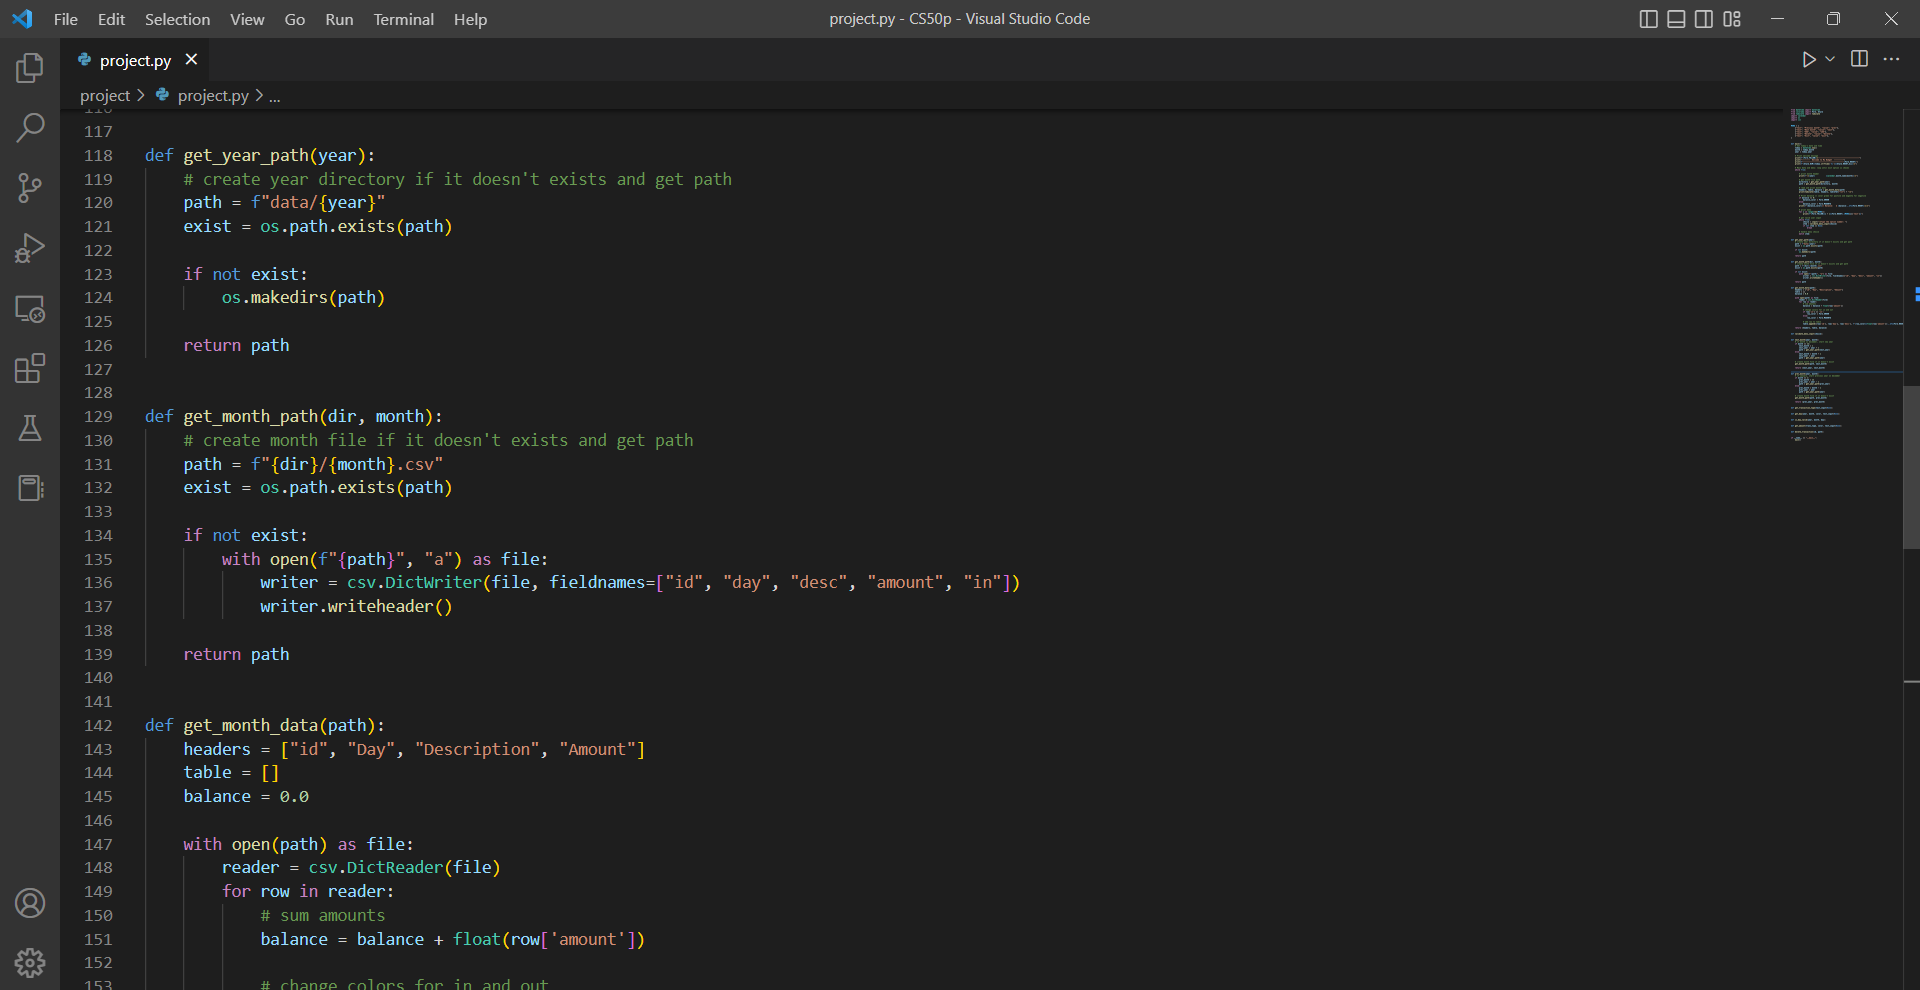 File Edit Selection View Go Run Terminal Help
project.py - CS50p - Visual Studio Code
project.py
project > project.py > ...
116
117
118 def get_year_path(year):
119     # create year directory if it doesn't exists and get path
120     path = f"data/{year}"
121     exist = os.path.exists(path)
122
123     if not exist:
124         os.makedirs(path)
125
126     return path
127
128
129 def get_month_path(dir, month):
130     # create month file if it doesn't exists and get path
131     path = f"{dir}/{month}.csv"
132     exist = os.path.exists(path)
133
134     if not exist:
135         with open(f"{path}", "a") as file:
136             writer = csv.DictWriter(file, fieldnames=["id", "day", "desc", "amount", "in"])
137             writer.writeheader()
138
139     return path
140
141
142 def get_month_data(path):
143     headers = ["id", "Day", "Description", "Amount"]
144     table = []
145     balance = 0.0
146
147     with open(path) as file:
148         reader = csv.DictReader(file)
149         for row in reader:
150             # sum amounts
151             balance = balance + float(row['amount'])
152
153             # change colors for in and out